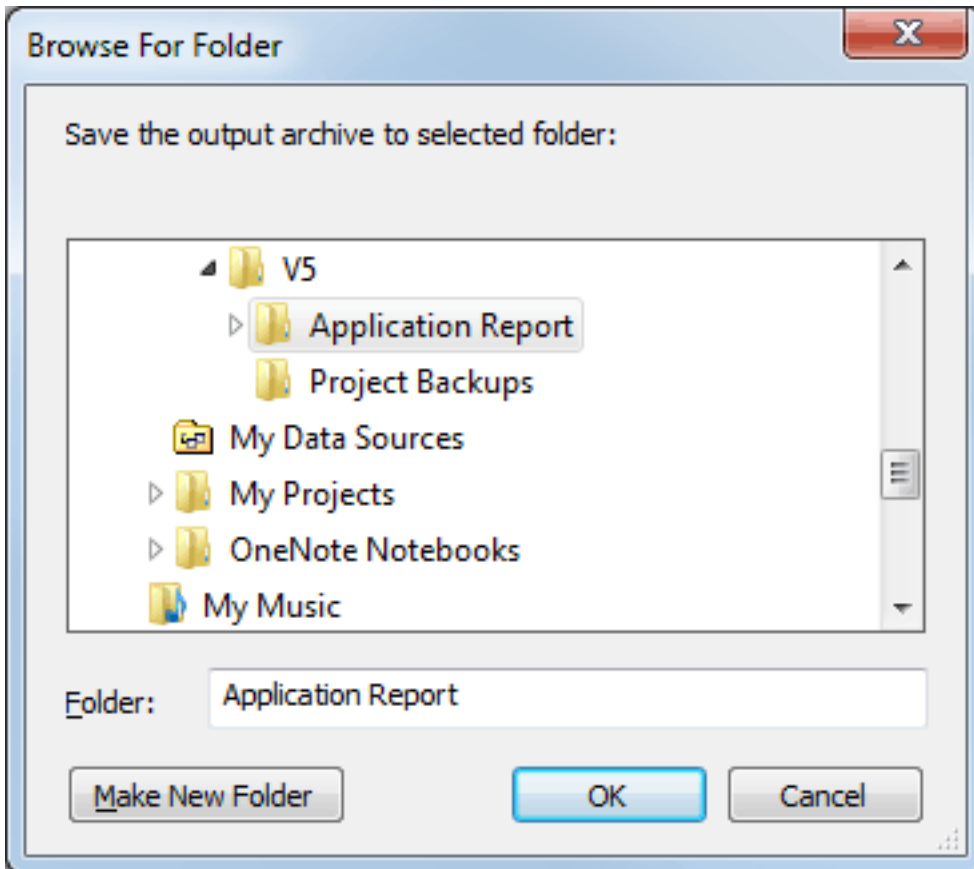 Browse For Folder
Save the output archive to selected folder:
V5
Application Report
Project Backups
My Data Sources
My Projects
OneNote Notebooks
My Music
Folder: Application Report
Make New Folder OK Cancel